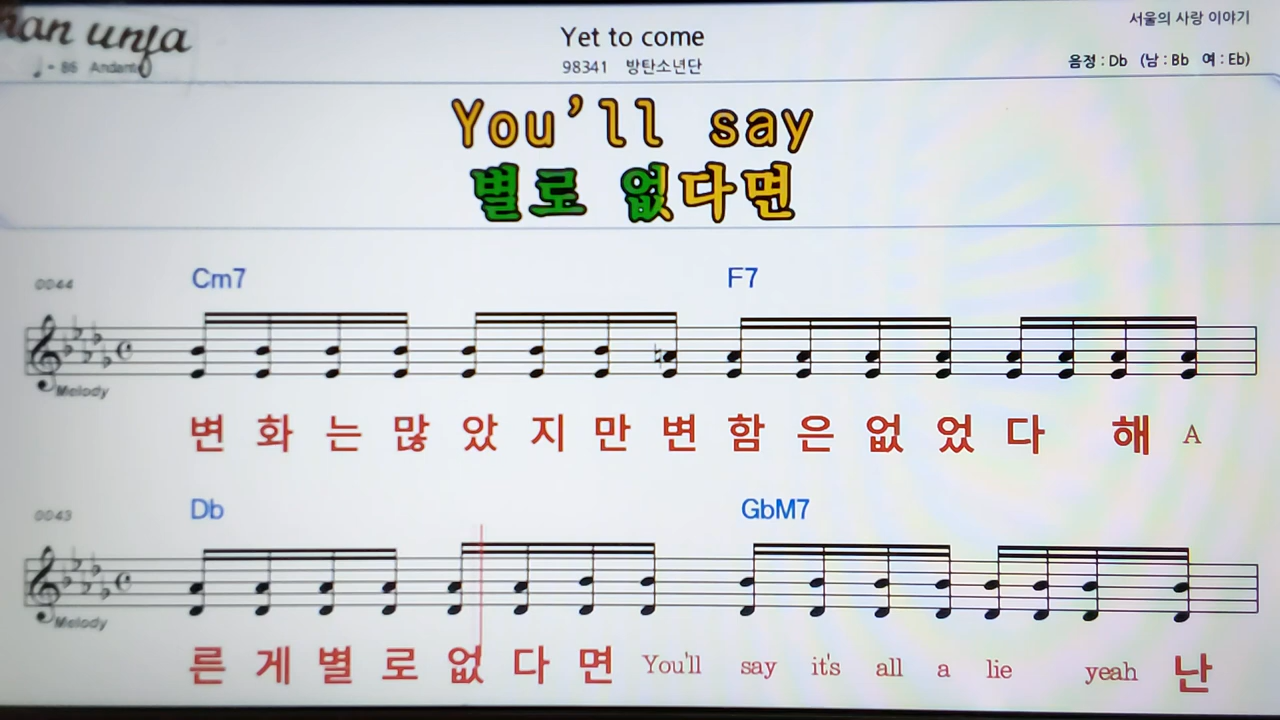 서울의 사랑 이야기
Yet to come
♩= 86 Andante
98341 방탄소년단
음정 : Db (남 : Bb 여 : Eb)
You'll say
별로 없다면
0044 Cm7 F7
Melody
변 화 는 많 았 지 만 변 함 은 없 었 다 해 A
0043 Db GbM7
Melody
른 게 별 로 없 다 면 You'll say it's all a lie yeah 난